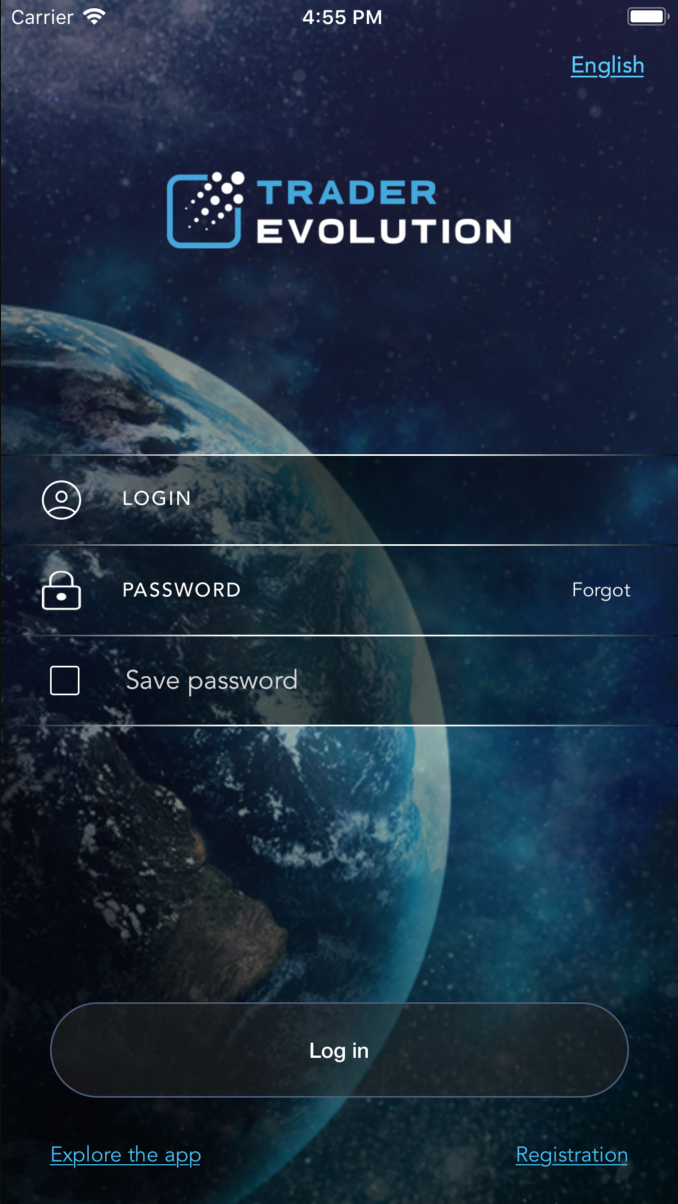 Carrier 4:55 PM
English
TRADER
EVOLUTION
LOGIN
PASSWORD Forgot
Save password
Log in
Explore the app Registration